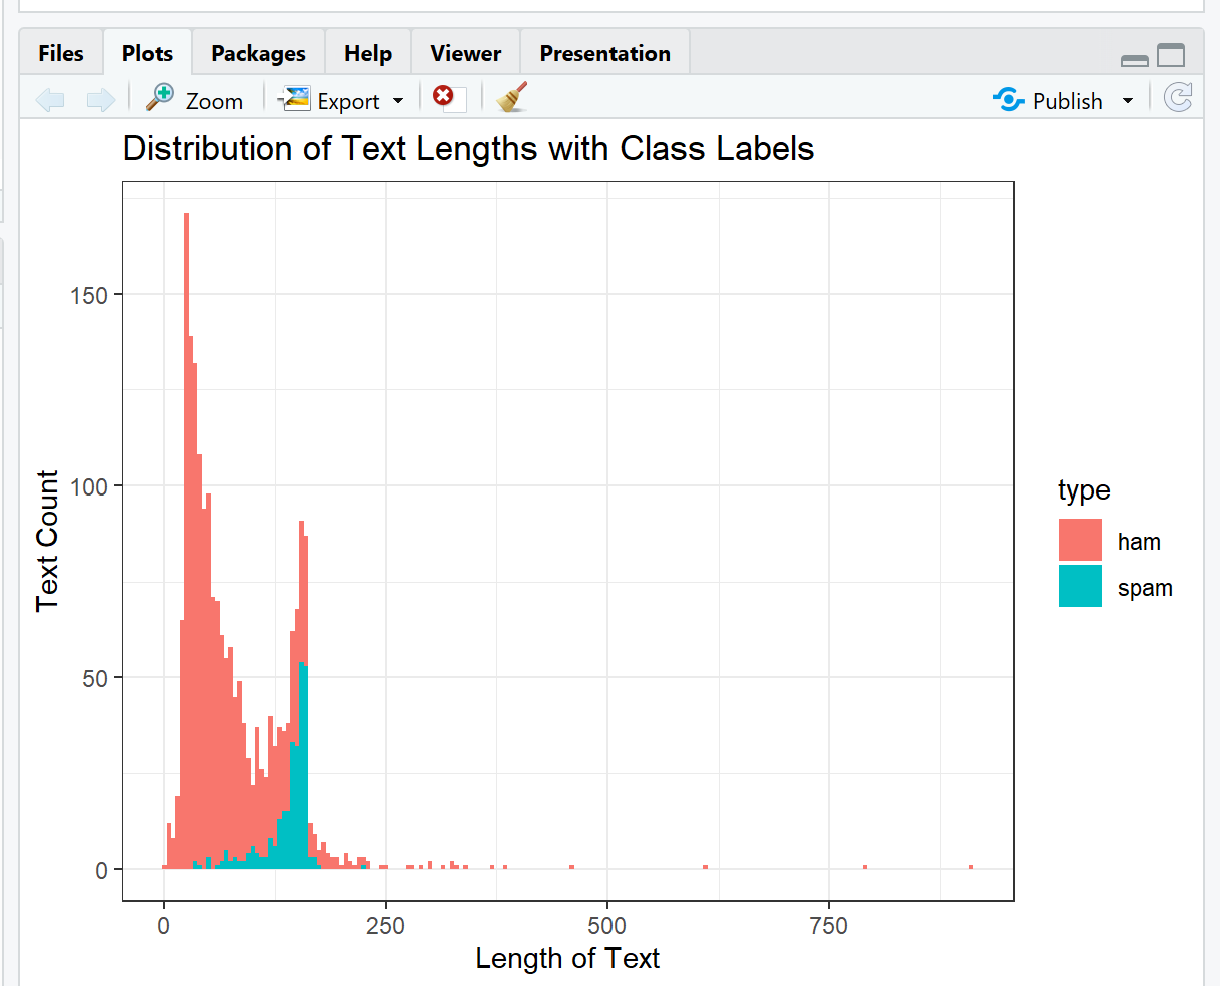 Files Plots Packages Help Viewer Presentation
Zoom Export Publish
Distribution of Text Lengths with Class Labels
150
100
50
0
Text Count
0 250 500 750
Length of Text
type
ham
spam